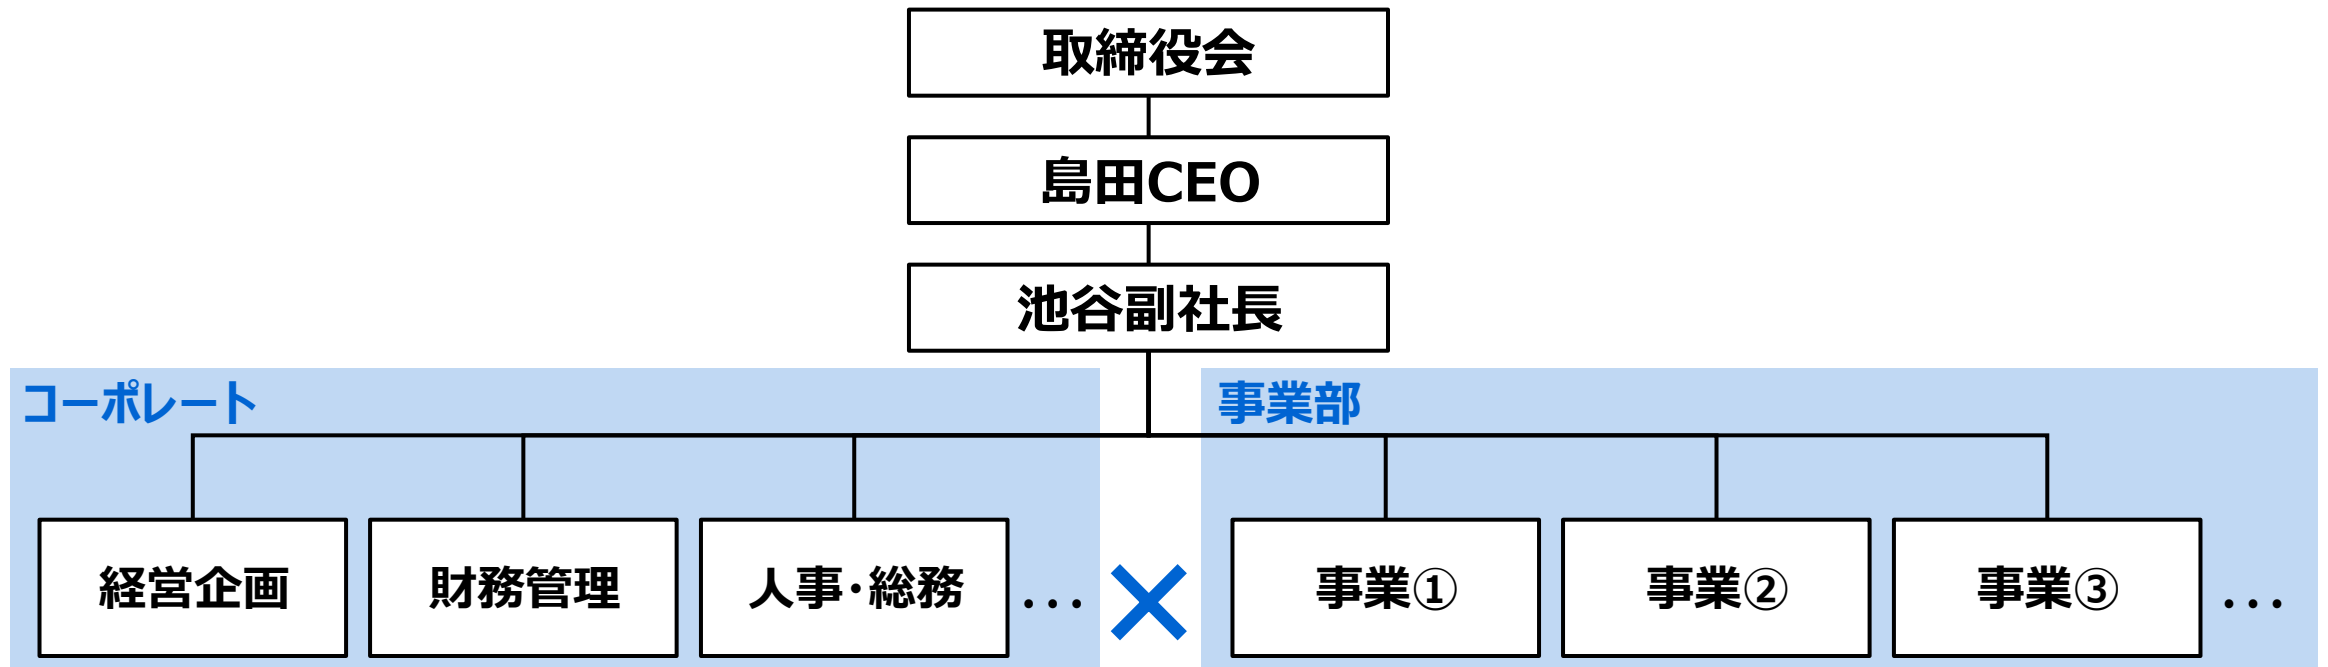 取締役会
島田CEO
池谷副社長
コーポレート
事業部
経営企画
財務管理
人事・総務
...
×
事業①
事業②
事業③
...